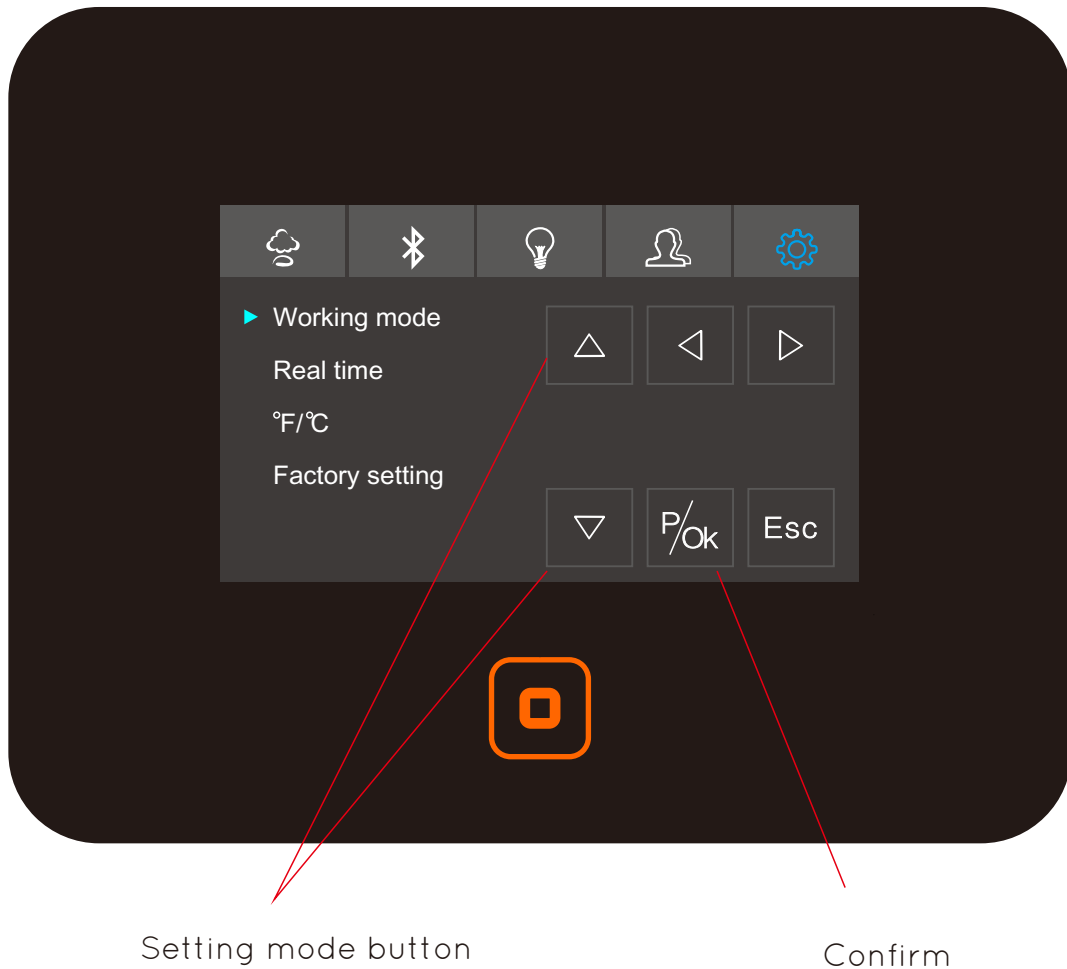 Working mode
Real time
℉/℃
Factory setting
P/Ok
Esc
Setting mode button
Confirm